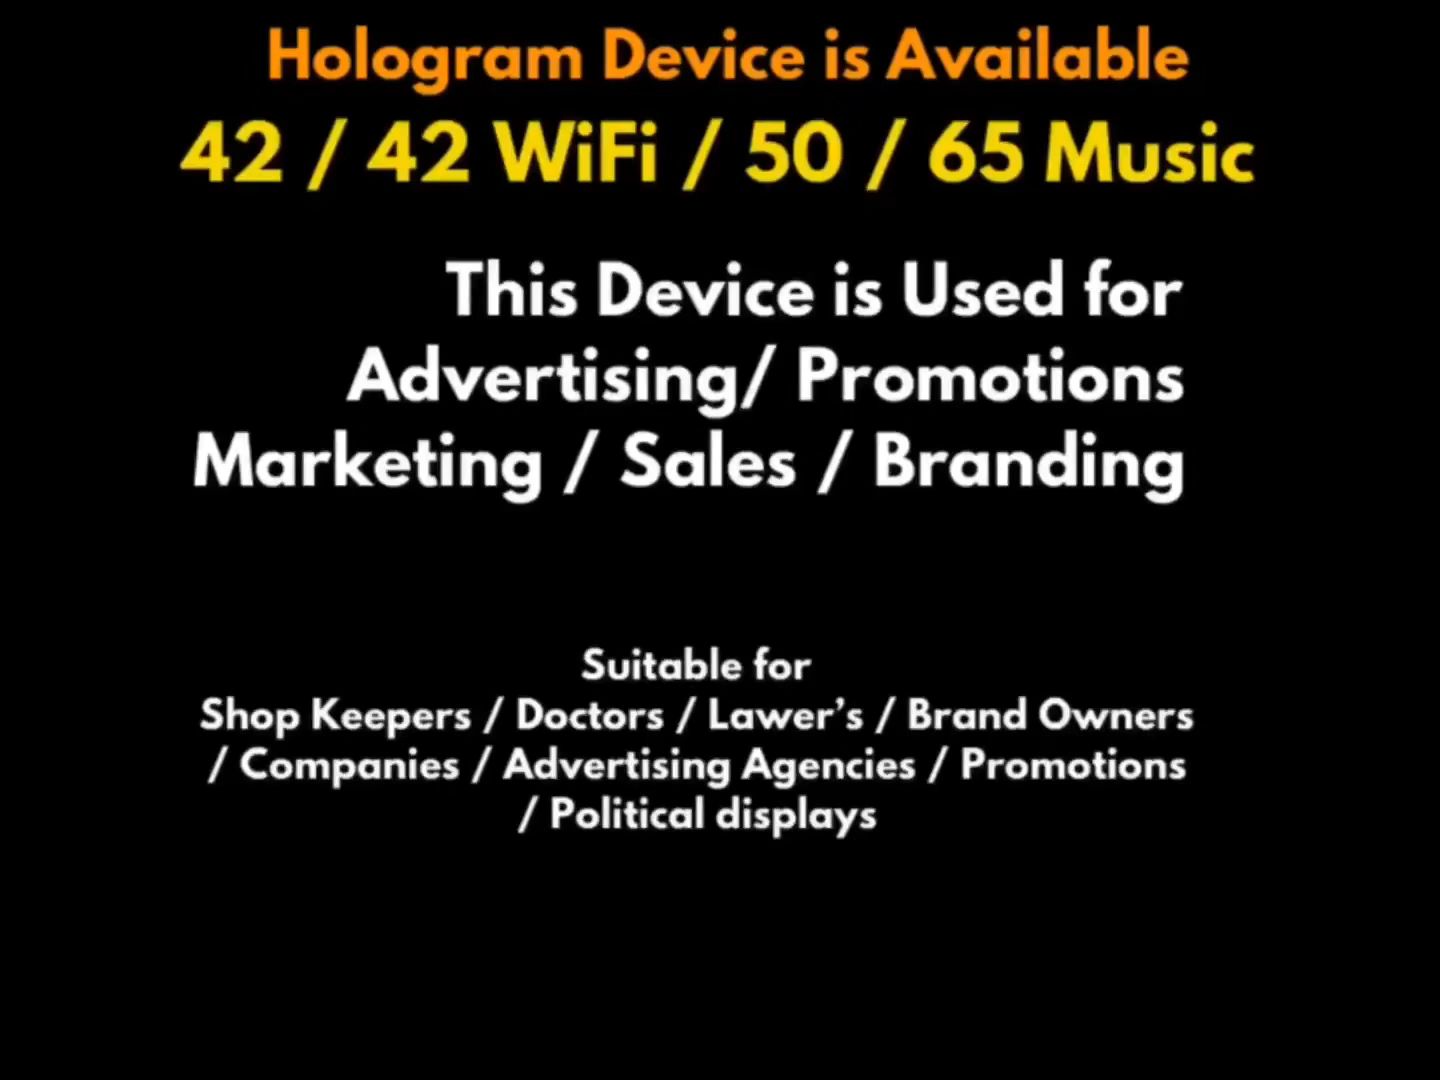 Hologram Device is Available
42 / 42 WiFi / 50 / 65 Music
This Device is Used for
Advertising/ Promotions
Marketing / Sales / Branding
Suitable for
Shop Keepers / Doctors / Lawer’s / Brand Owners
/ Companies / Advertising Agencies / Promotions
/ Political displays